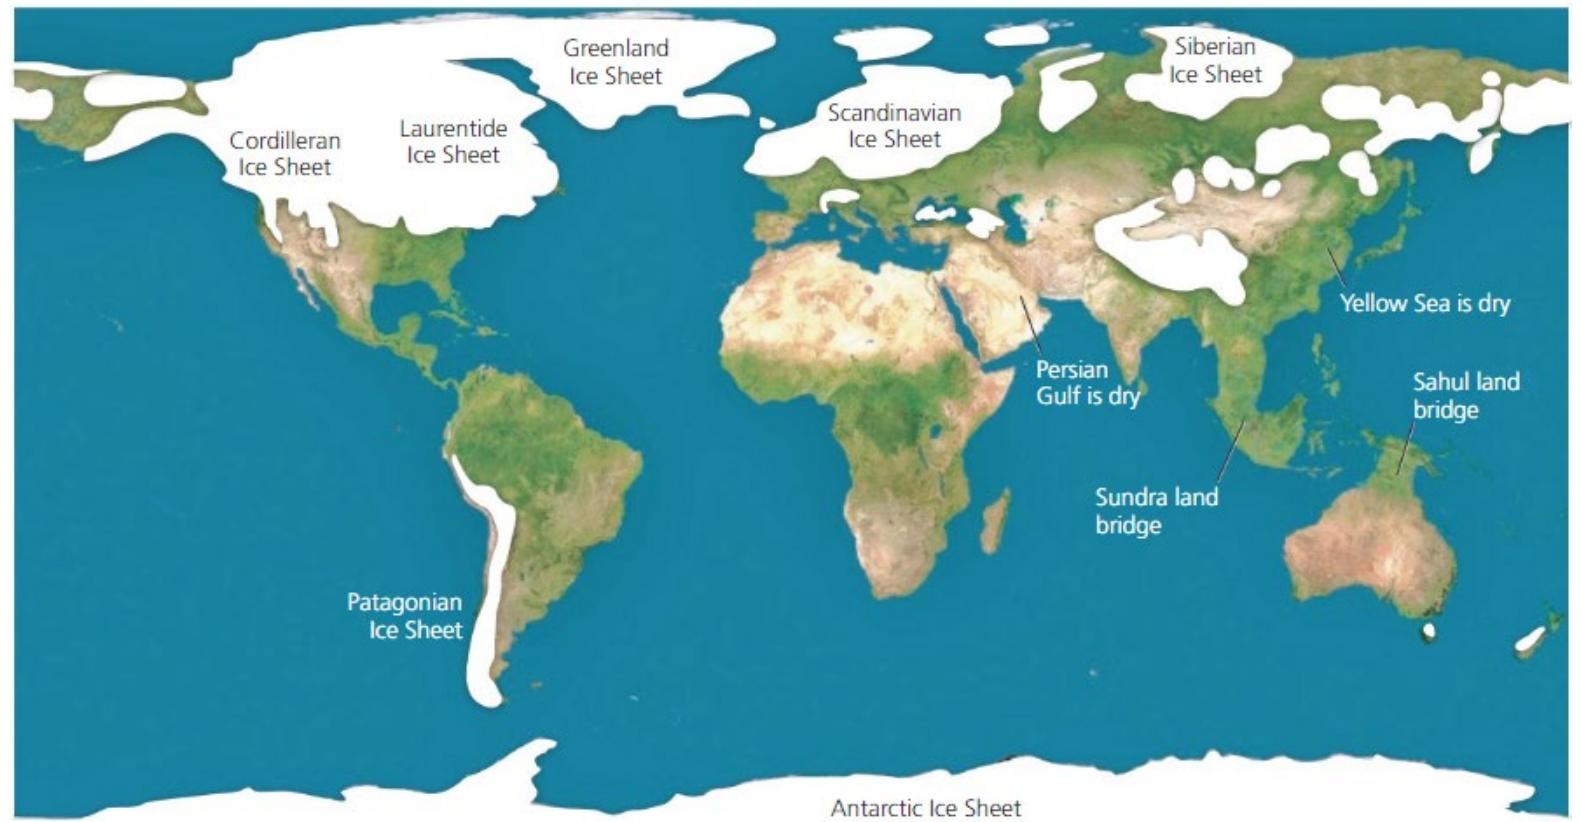 Greenland
Ice Sheet
Siberian
Ice Sheet
Scandinavian
Ice Sheet
Laurentide
Ice Sheet
Cordilleran
Ice Sheet
Yellow Sea is dry
Persian
Gulf is dry
Sahul land
bridge
Sundra land
bridge
Patagonian
Ice Sheet
Antarctic Ice Sheet